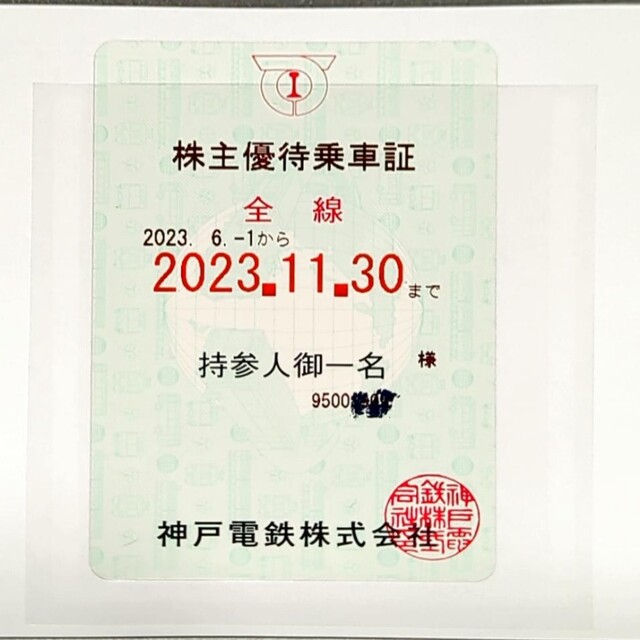 株主優待乗車証
全線
2023. 6.-1から
2023.11.30まで
持参人御一名 様
9500
神戸電鉄株式会社